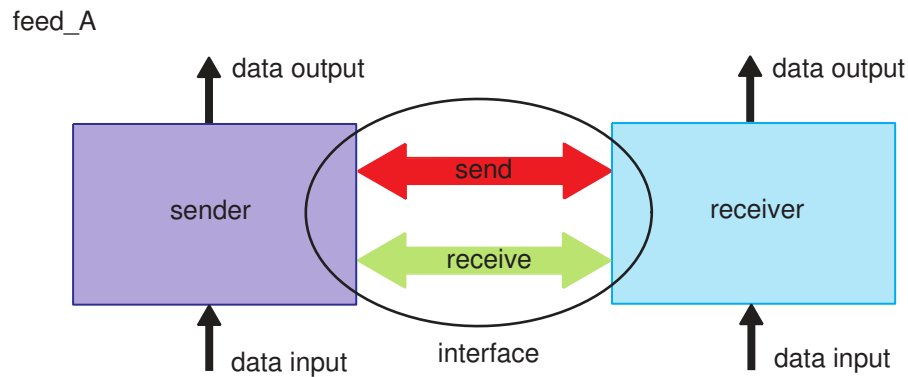 feed_A
data output
data output
send
sender
receiver
receive
interface
data input
data input